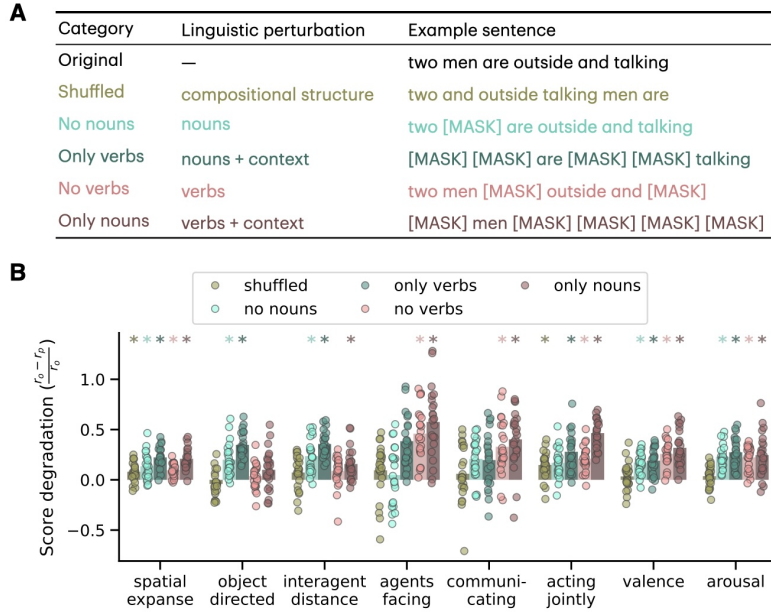 A
Category Linguistic perturbation Example sentence
Original — two men are outside and talking
Shuffled compositional structure two and outside talking men are
No nouns nouns two [MASK] are outside and talking
Only verbs nouns + context [MASK] [MASK] are [MASK] [MASK] talking
No verbs verbs two men [MASK] outside and [MASK]
Only nouns verbs + context [MASK] men [MASK] [MASK] [MASK] [MASK]
B
shuffled only verbs only nouns
no nouns no verbs
* * * * * * * * * * * * * * * * * * * * * * * * * * *
Score degradation (\frac{r_o − r_p}{r_o})
1.0
0.5
0.0
−0.5
spatial object interagent agents communi- acting valence arousal
expanse directed distance facing cating jointly